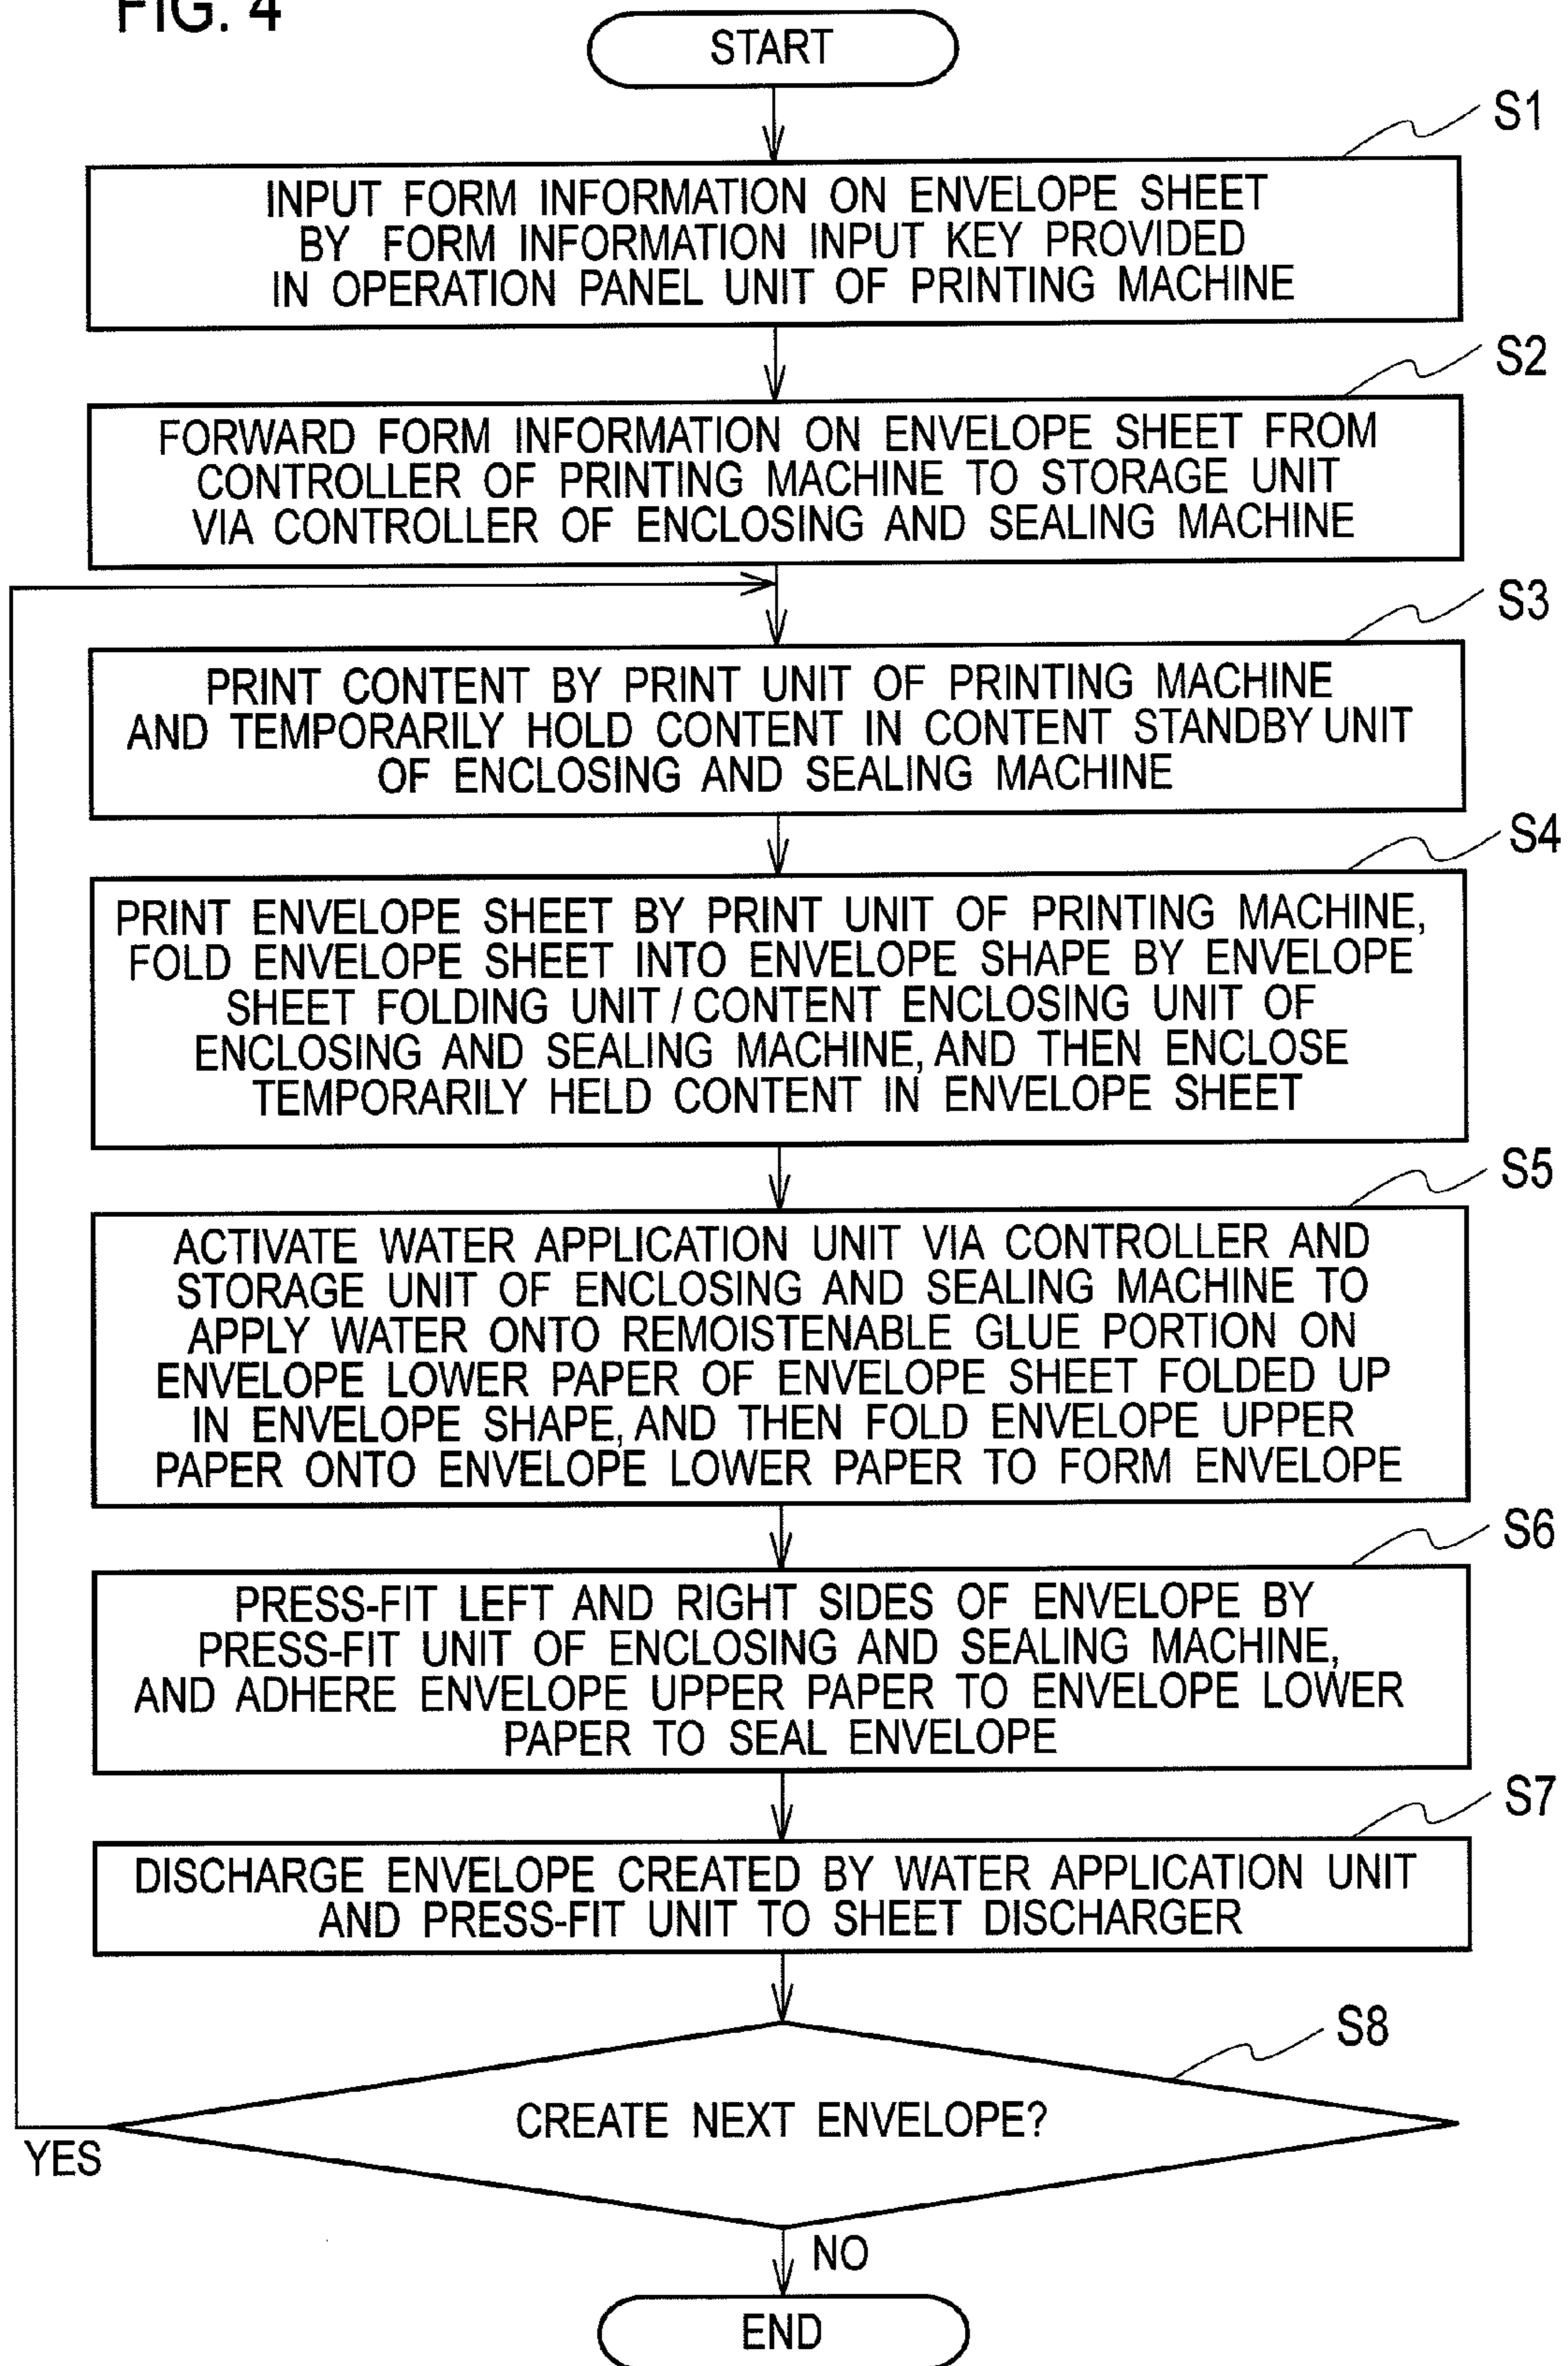 FIG. 4
START
S1
INPUT FORM INFORMATION ON ENVELOPE SHEET
BY FORM INFORMATION INPUT KEY PROVIDED
IN OPERATION PANEL UNIT OF PRINTING MACHINE
S2
FORWARD FORM INFORMATION ON ENVELOPE SHEET FROM
CONTROLLER OF PRINTING MACHINE TO STORAGE UNIT
VIA CONTROLLER OF ENCLOSING AND SEALING MACHINE
S3
PRINT CONTENT BY PRINT UNIT OF PRINTING MACHINE
AND TEMPORARILY HOLD CONTENT IN CONTENT STANDBY UNIT
OF ENCLOSING AND SEALING MACHINE
S4
PRINT ENVELOPE SHEET BY PRINT UNIT OF PRINTING MACHINE,
FOLD ENVELOPE SHEET INTO ENVELOPE SHAPE BY ENVELOPE
SHEET FOLDING UNIT / CONTENT ENCLOSING UNIT OF
ENCLOSING AND SEALING MACHINE, AND THEN ENCLOSE
TEMPORARILY HELD CONTENT IN ENVELOPE SHEET
S5
ACTIVATE WATER APPLICATION UNIT VIA CONTROLLER AND
STORAGE UNIT OF ENCLOSING AND SEALING MACHINE TO
APPLY WATER ONTO REMOISTENABLE GLUE PORTION ON
ENVELOPE LOWER PAPER OF ENVELOPE SHEET FOLDED UP
IN ENVELOPE SHAPE, AND THEN FOLD ENVELOPE UPPER
PAPER ONTO ENVELOPE LOWER PAPER TO FORM ENVELOPE
S6
PRESS-FIT LEFT AND RIGHT SIDES OF ENVELOPE BY
PRESS-FIT UNIT OF ENCLOSING AND SEALING MACHINE,
AND ADHERE ENVELOPE UPPER PAPER TO ENVELOPE LOWER
PAPER TO SEAL ENVELOPE
S7
DISCHARGE ENVELOPE CREATED BY WATER APPLICATION UNIT
AND PRESS-FIT UNIT TO SHEET DISCHARGER
S8
CREATE NEXT ENVELOPE?
YES
NO
END